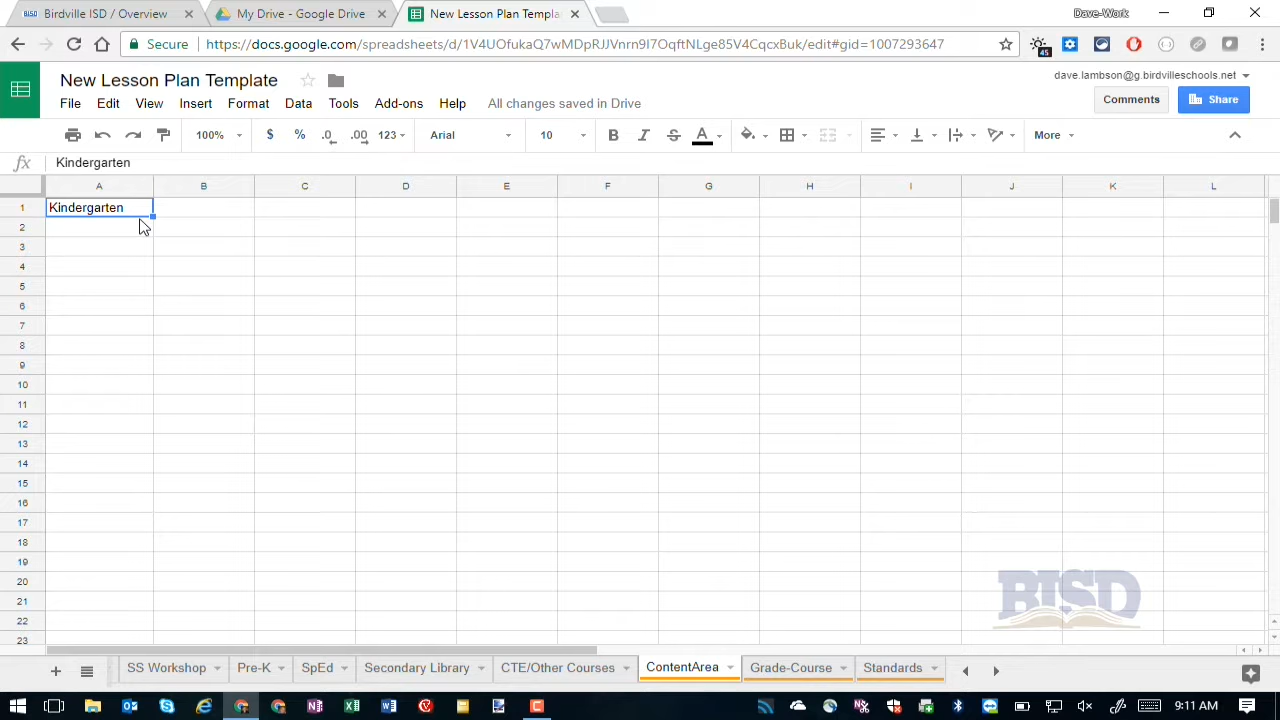 BISD Birdville ISD / Overview
My Drive - Google Drive
New Lesson Plan Templa
Dave-Work
Secure
https://docs.google.com/spreadsheets/d/1/4UOfukaQ7wMDpRJJVnrn9I7OqftNLge85V4CqcxBuk/edit#gid=1007293647
45
New Lesson Plan Template
dave.lambson@g.birdvilleschools.net
File Edit View Insert Format Data Tools Add-ons Help All changes saved in Drive
Comments Share
100% $ % .0 .00 123 Arial 10 B I S A More
fx Kindergarten
A B C D E F G H I J K L
1 Kindergarten
2
3
4
5
6
7
8
9
10
11
12
13
14
15
16
17
18
19
20
21
22
23
BISD
SS Workshop Pre-K SpEd Secondary Library CTE/Other Courses ContentArea Grade-Course Standards
9:11 AM